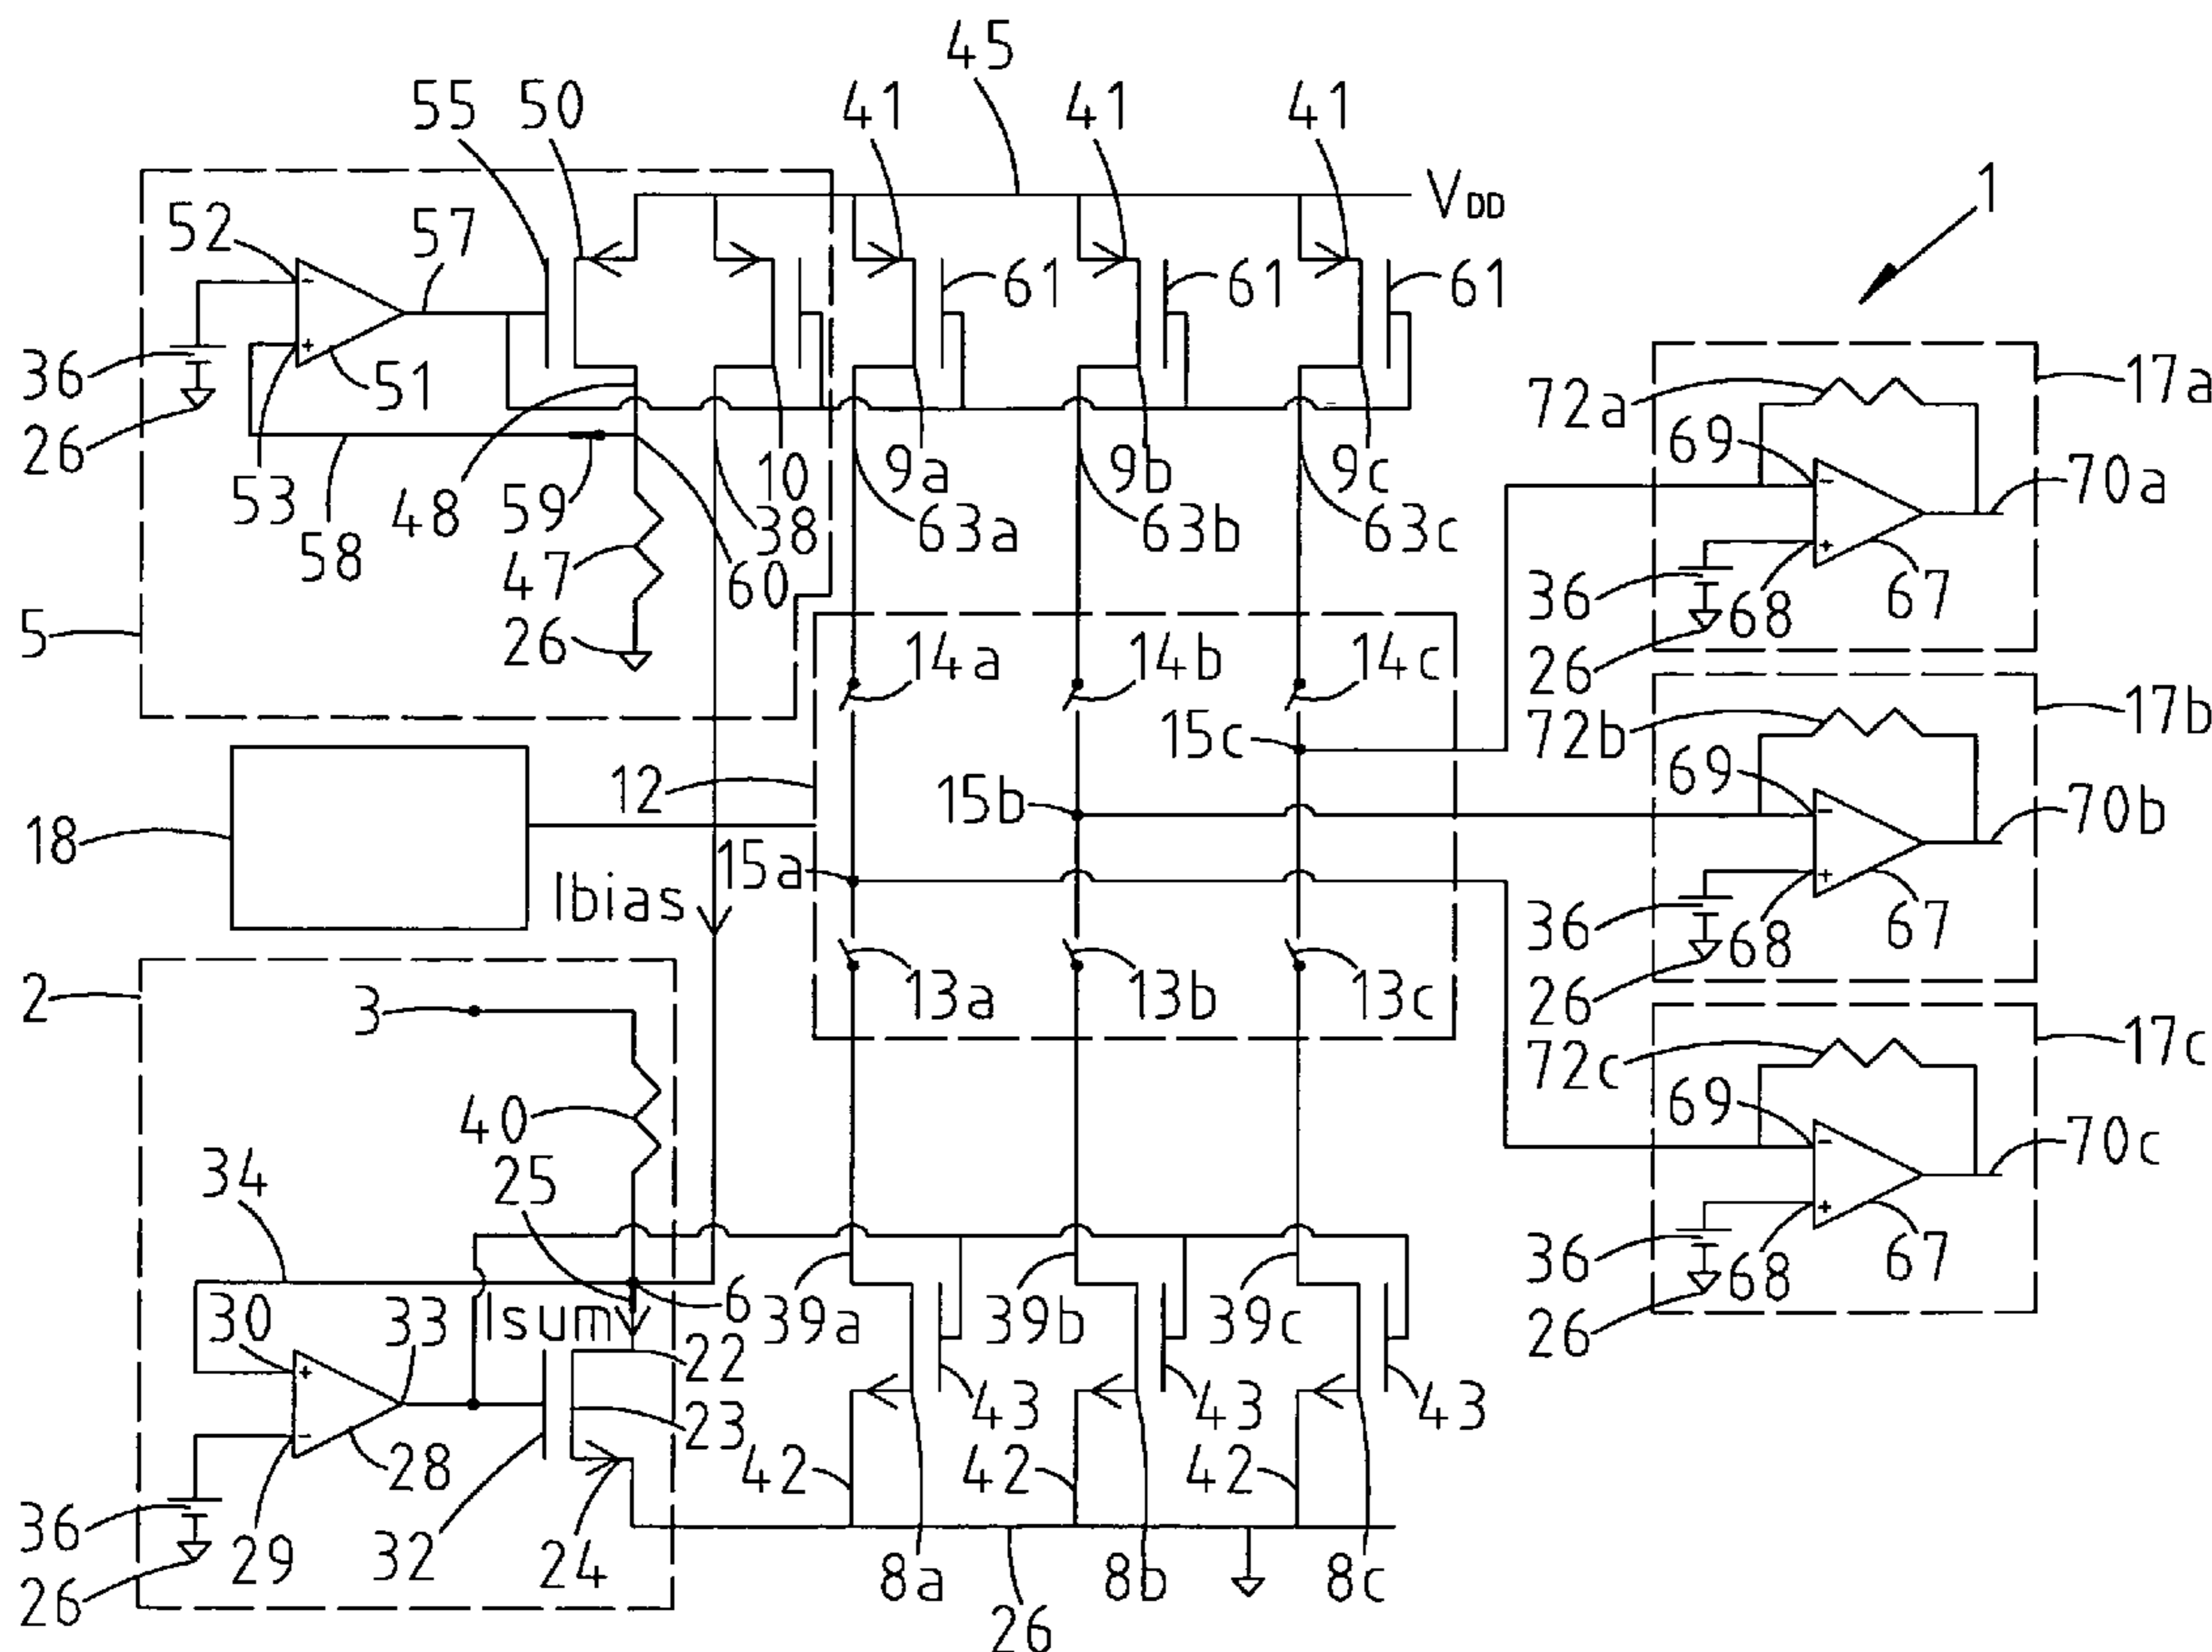 45
55 50 41 41 41
1
VDD
52 57
61 61 61
36 51
17a
72a
69
26
53 48 59 10 9a 9b 9c
70a
58 47 38 63a 63b 63c
60
36 68 67
5 26
14a 14b 14c
26
17b
15c 72b
12 69
15b
18 70b
15a
Ibias
36 68 67
2 3 13a 13b 13c 26
17c
72c
40 69
25
34 70c
36 68 67
30 33 Isum 6 39a 39b 39c
26
22
23 43 43 43
28 42 42 42
36 29 32 24
26 8a 8b 8c
26